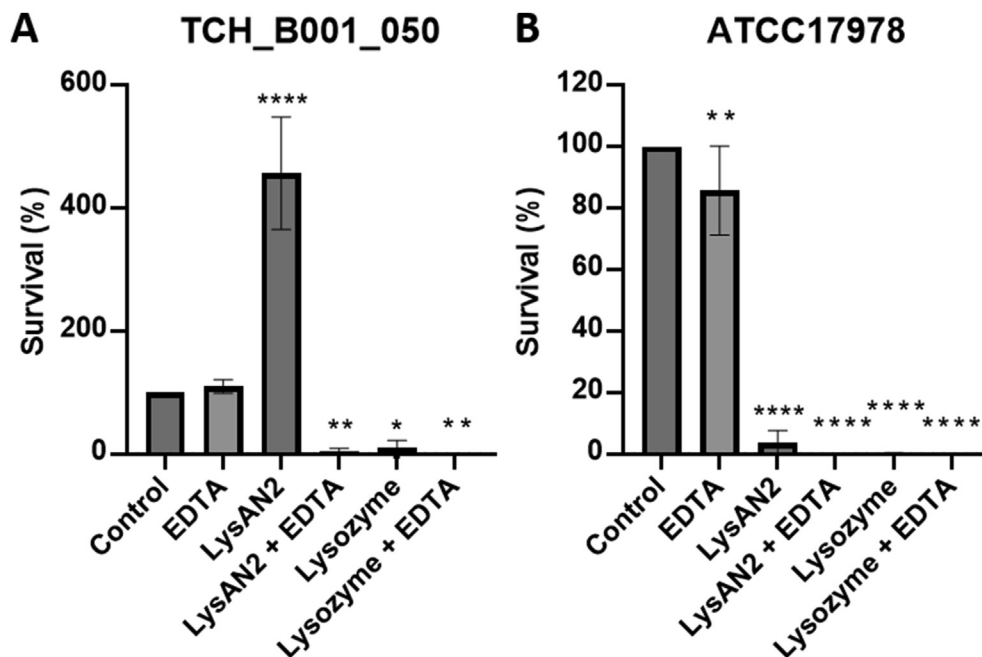 A
TCH_B001_050
Survival (%)
600
400
200
0
****
**
*
**
Control
EDTA
LysAN2
LysAN2 + EDTA
Lysozyme
Lysozyme + EDTA
B
ATCC17978
Survival (%)
120
100
80
60
40
20
0
**
****
****
****
****
Control
EDTA
LysAN2
LysAN2 + EDTA
Lysozyme
Lysozyme + EDTA